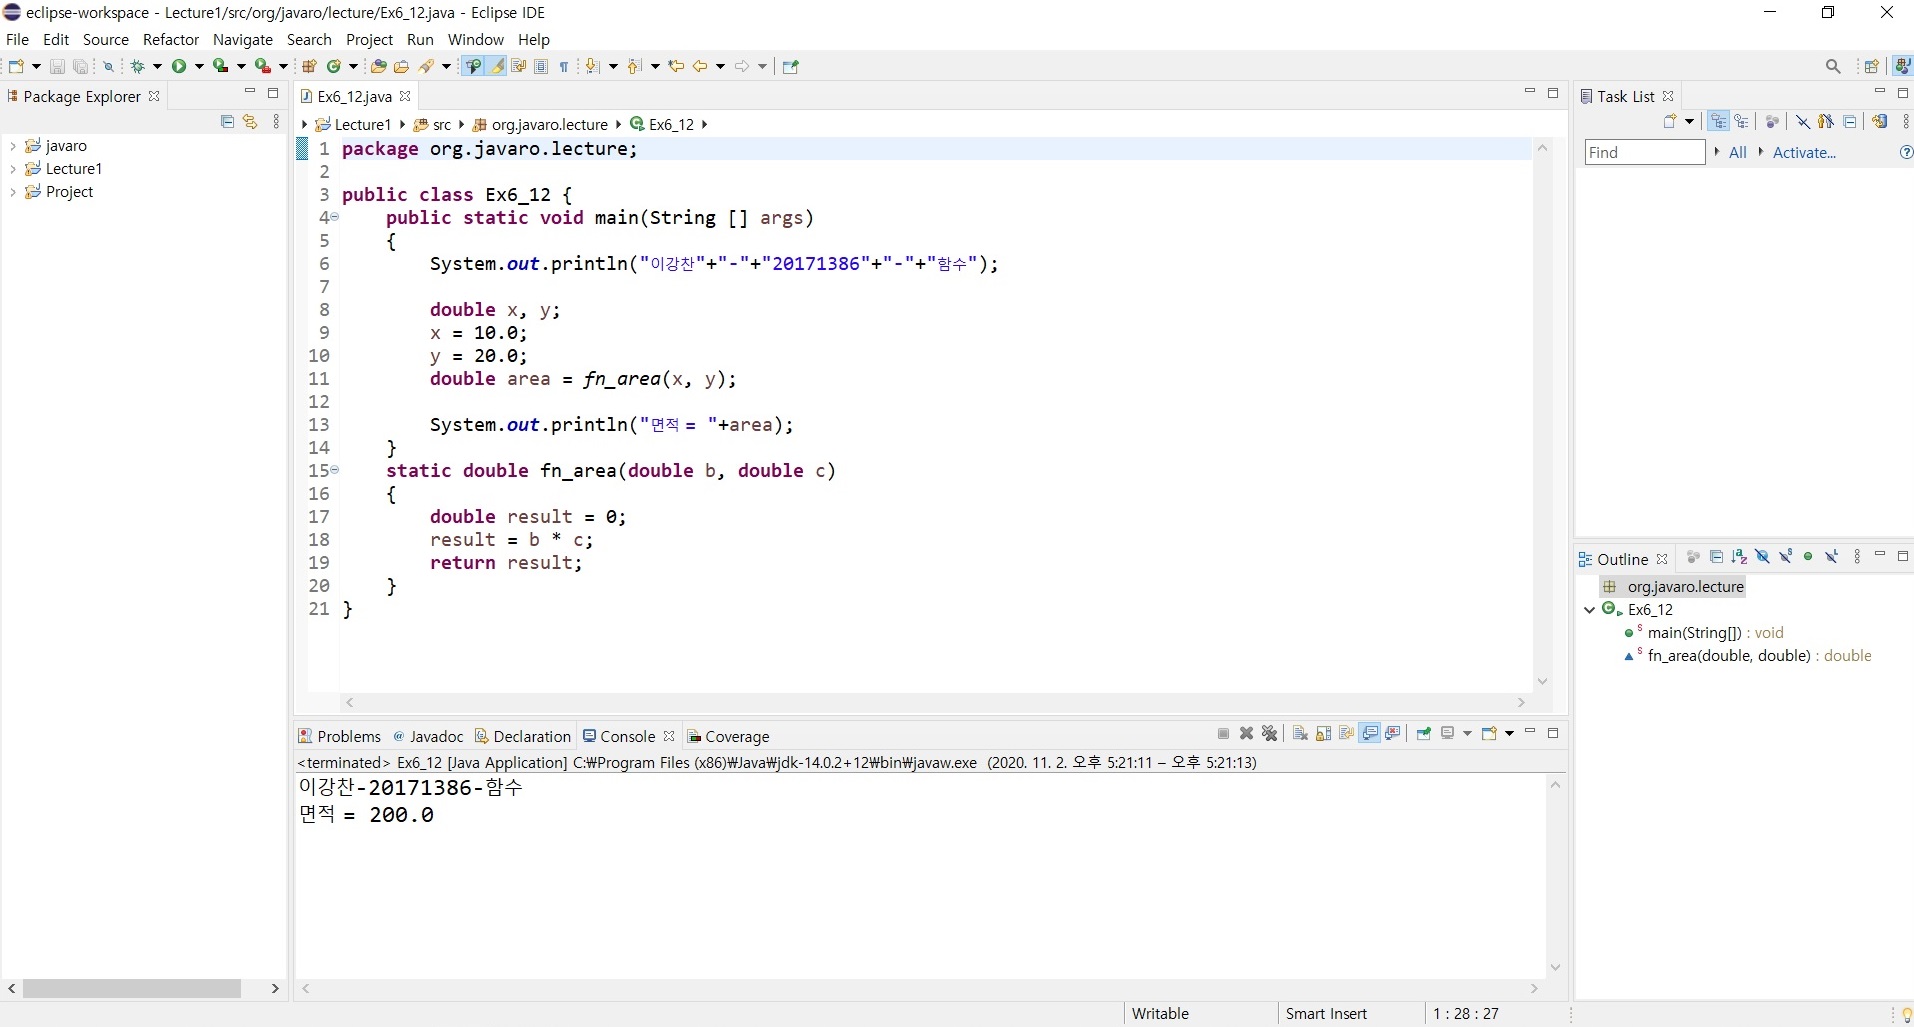 eclipse-workspace - Lecture1/src/org/javaro/lecture/Ex6_12.java - Eclipse IDE
File Edit Source Refactor Navigate Search Project Run Window Help
Package Explorer
javaro
Lecture1
Project
Ex6_12.java
Lecture1 src org.javaro.lecture Ex6_12
1 package org.javaro.lecture;
2
3 public class Ex6_12 {
4 public static void main(String [] args)
5 {
6 System.out.println("이강찬"+"-"+"20171386"+"-"+"함수");
7
8 double x, y;
9 x = 10.0;
10 y = 20.0;
11 double area = fn_area(x, y);
12
13 System.out.println("면적 = "+area);
14 }
15 static double fn_area(double b, double c)
16 {
17 double result = 0;
18 result = b * c;
19 return result;
20 }
21 }
Problems @ Javadoc Declaration Console Coverage
<terminated> Ex6_12 [Java Application] C:₩Program Files (x86)₩Java₩jdk-14.0.2+12₩bin₩javaw.exe (2020. 11. 2. 오후 5:21:11 – 오후 5:21:13)
이강찬-20171386-함수
면적 = 200.0
Task List
Find All Activate...
Outline
org.javaro.lecture
Ex6_12
main(String[]) : void
fn_area(double, double) : double
Writable Smart Insert 1 : 28 : 27